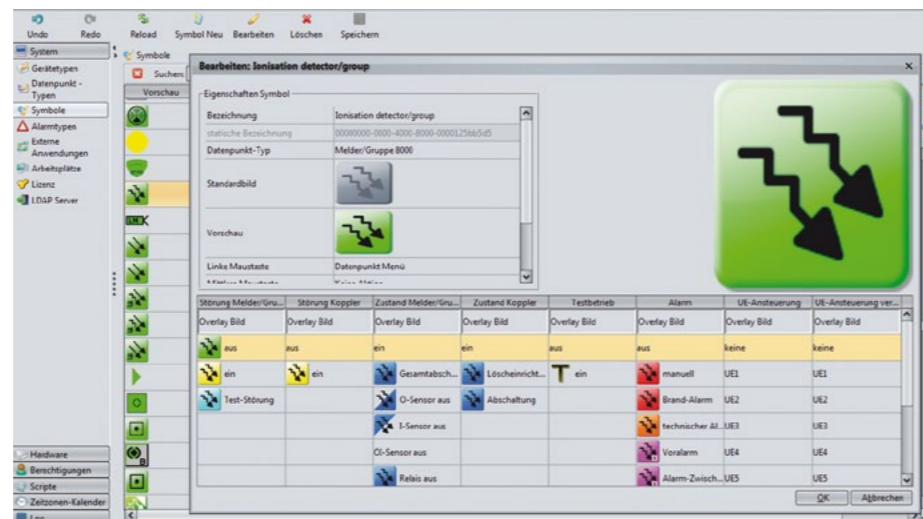 Undo Redo Reload Symbol Neu Bearbeiten Löschen Speichern
System
Gerätetypen
Datenpunkt -
Typen
Symbole
Alarmtypen
Externe
Anwendungen
Arbeitsplätze
Lizenz
LDAP Server
Hardware
Berechtigungen
Scripte
Zeitzonen-Kalender
Log
Symbole
Suchen:
Vorschau
Bearbeiten: Ionisation detector/group
Eigenschaften Symbol
Bezeichnung Ionisation detector/group
statische Bezeichnung
Datenpunkt-Typ Melder/Gruppe 8000
Standardbild
Vorschau
Linke Maustaste Datenpunkt Menü
Mittlere Maustaste Keine Aktion
Störung Melder/Gru... Störung Koppler Zustand Melder/Gru... Zustand Koppler Testbetrieb Alarm UE-Ansteuerung UE-Ansteuerung ver...
Overlay Bild Overlay Bild Overlay Bild Overlay Bild Overlay Bild Overlay Bild Overlay Bild Overlay Bild
aus aus ein ein aus aus keine keine
ein ein Gesamtabsch... Löscheinricht... T ein manuell UE1 UE1
Test-Störung O-Sensor aus Abschaltung Brand-Alarm UE2 UE2
I-Sensor aus technischer Al... UE3 UE3
OI-Sensor aus Voralarm UE4 UE4
Relais aus Alarm-Zwisch... UE5 UE5
OK Abbrechen